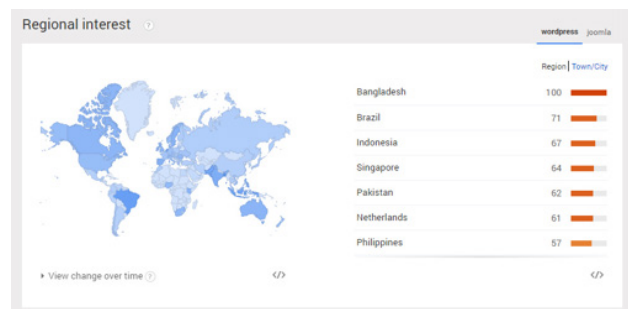 Regional interest ?
wordpress joomla
Region Town/City
Bangladesh 100
Brazil 71
Indonesia 67
Singapore 64
Pakistan 62
Netherlands 61
Philippines 57
View change over time ?
</>
</>